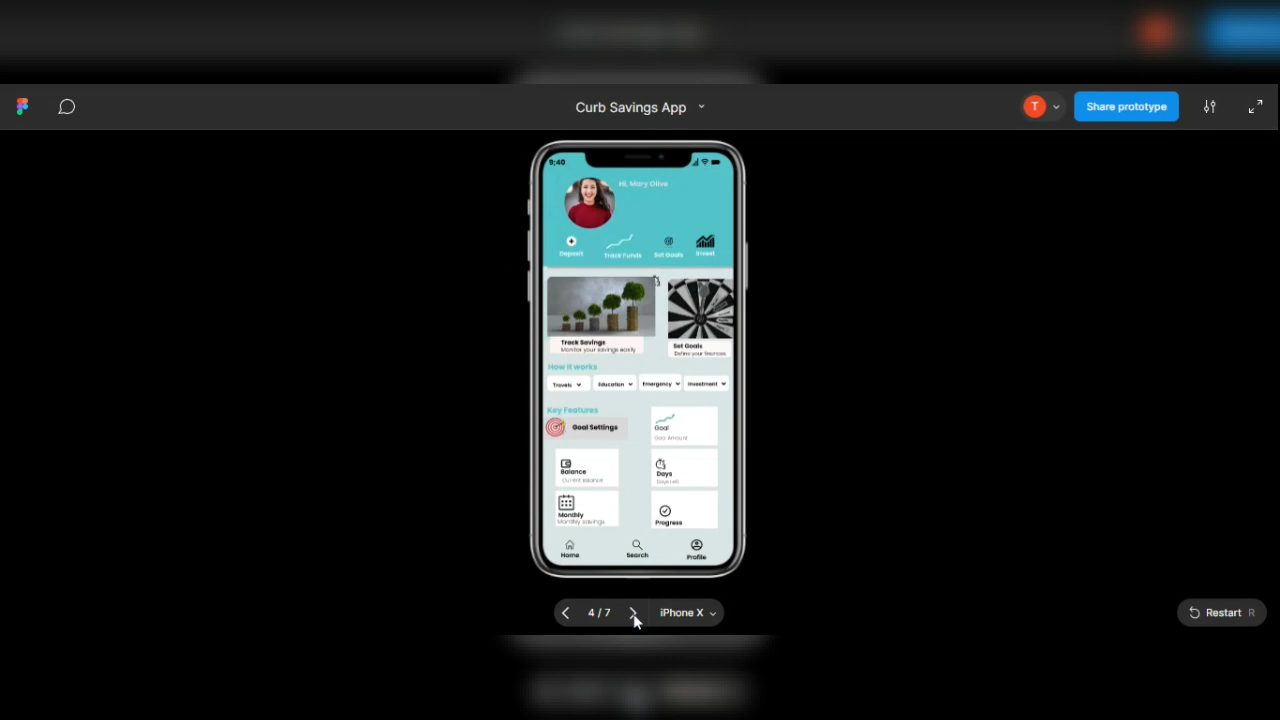 Curb Savings App
T
Share prototype
9:40
Hi, Mary Olive
Deposit
Track Funds
Set Goals
Invest
Track Savings
Monitor your savings easily
Set Goals
Define your finances
How it works
Travels
Education
Emergency
Investment
Key Features
Goal Settings
Goal
Goal Amount
Balance
Current Balance
Days
Days Left
Monthly
Monthly savings
Progress
Home
Search
Profile
4 / 7
iPhone X
Restart R